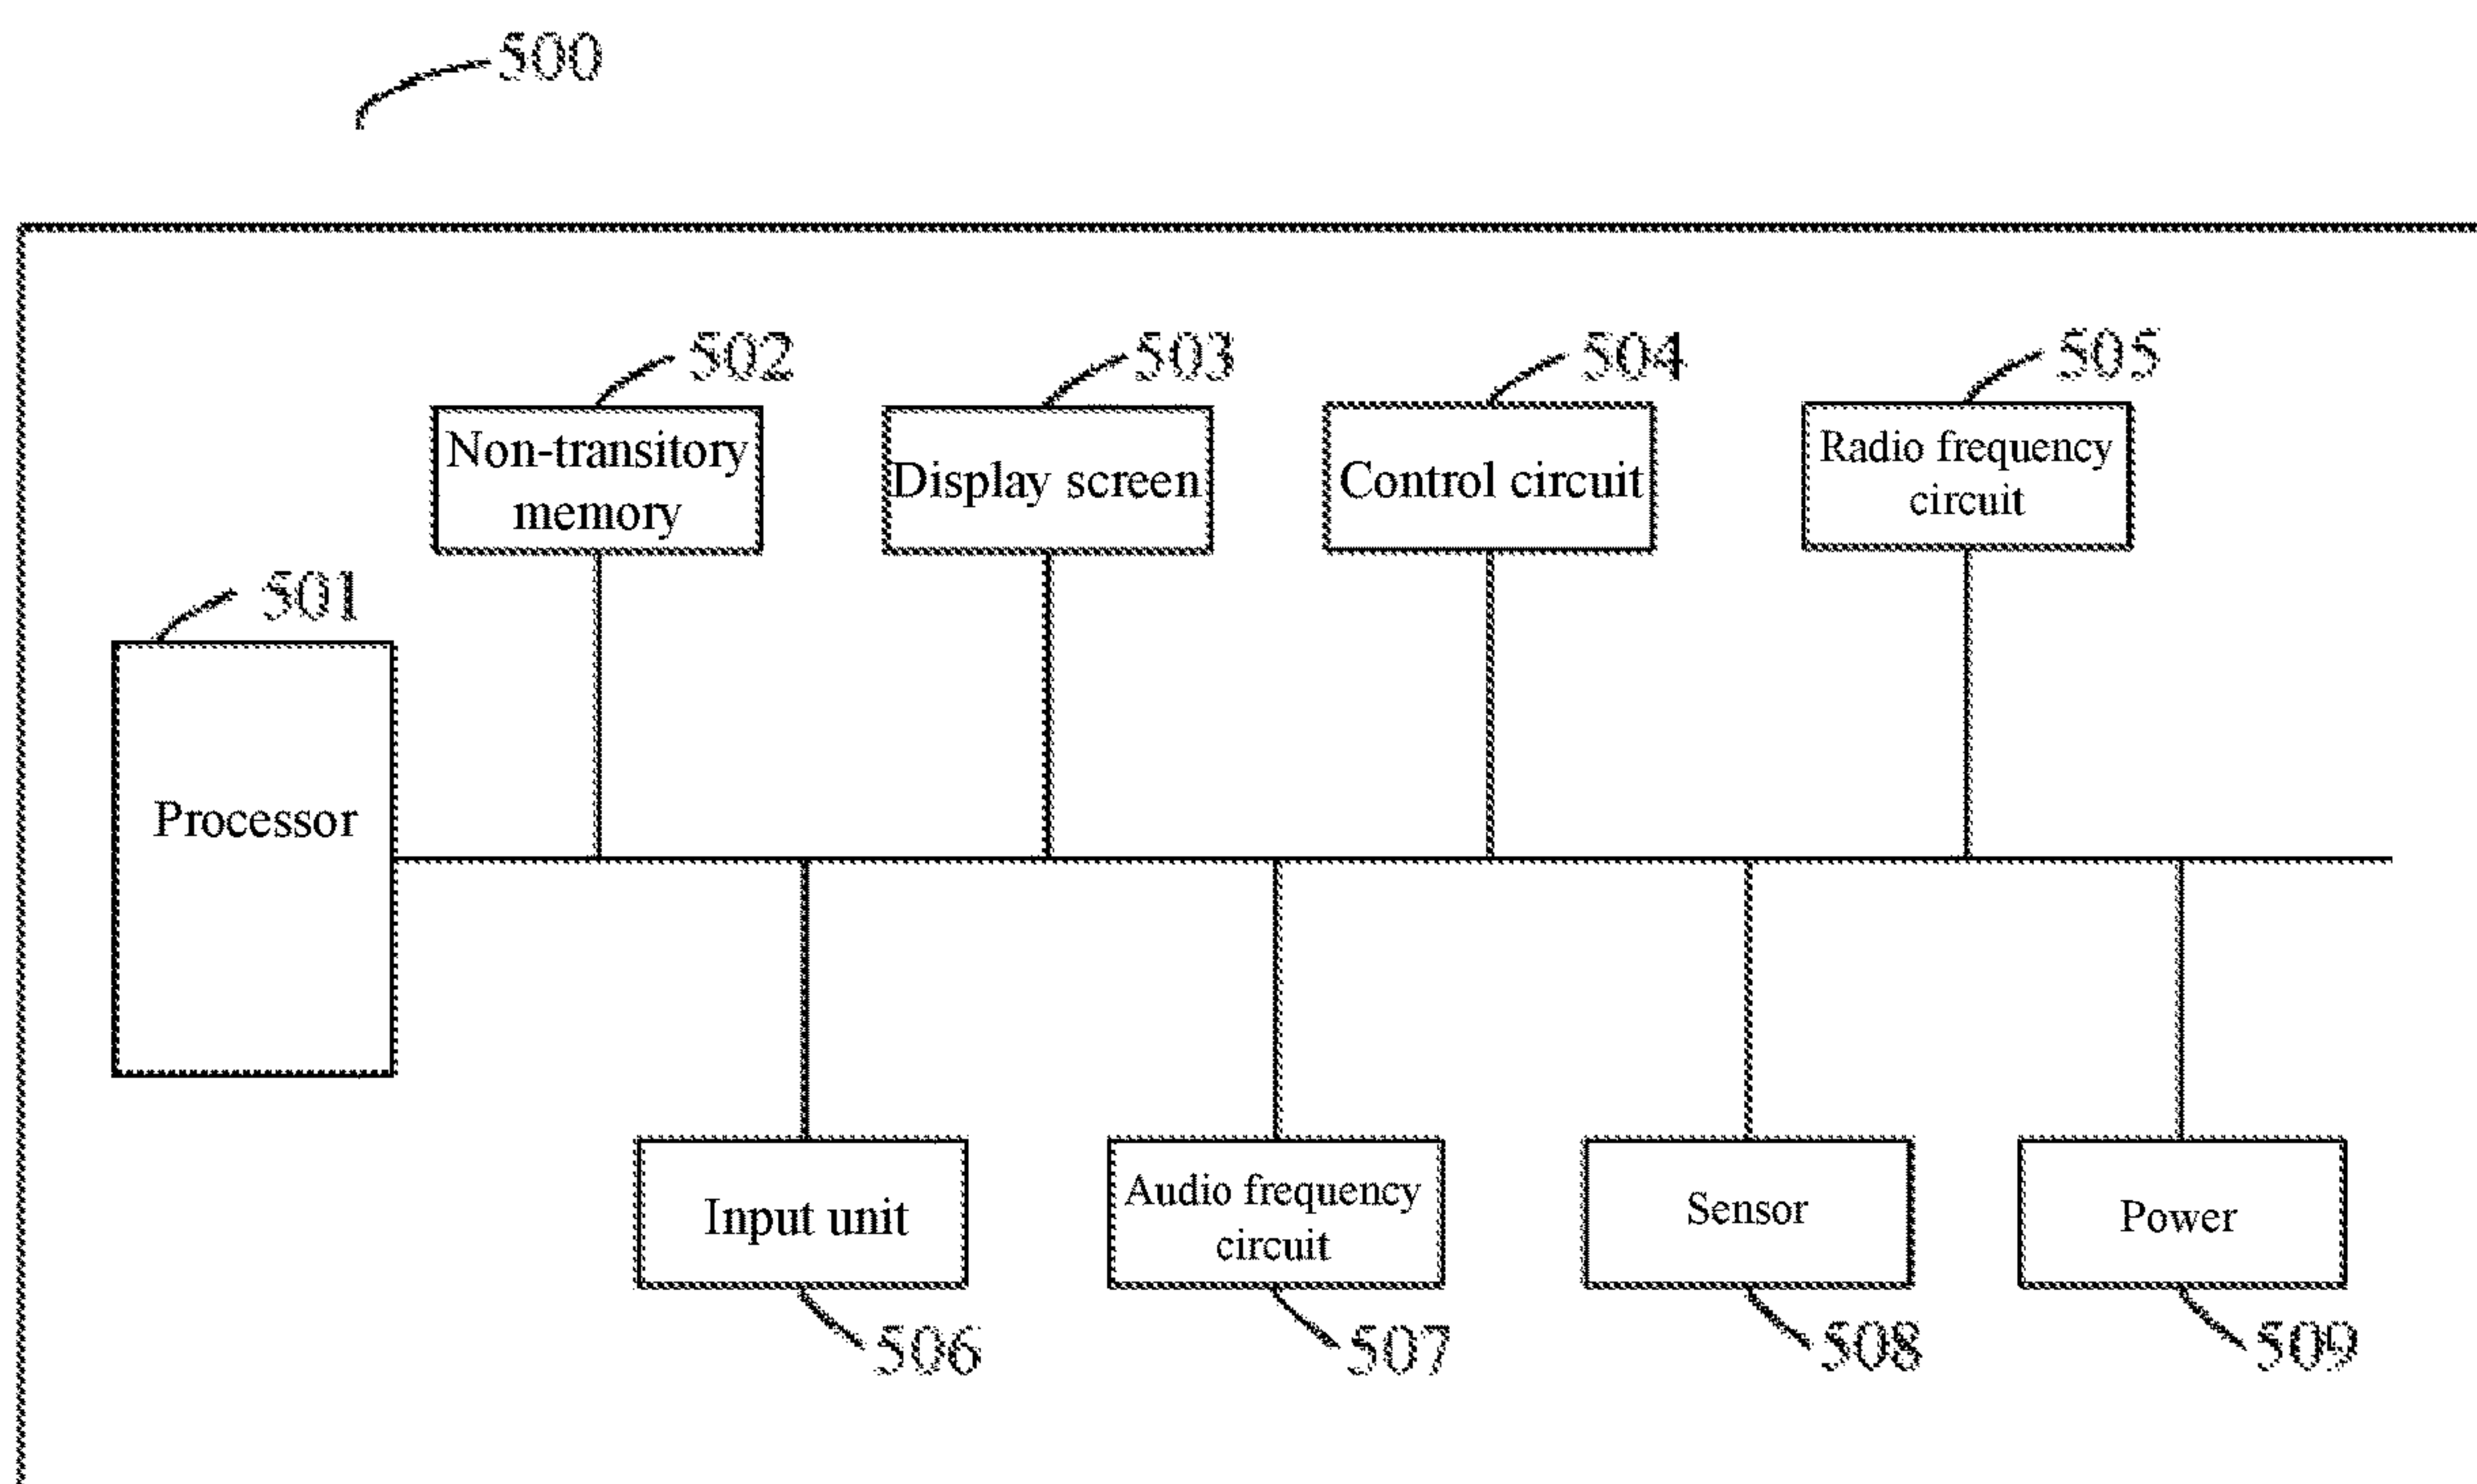 500
502
503
504
505
Non-transitory
memory
Display screen
Control circuit
Radio frequency
circuit
501
Processor
Input unit
Audio frequency
circuit
Sensor
Power
506
507
508
509